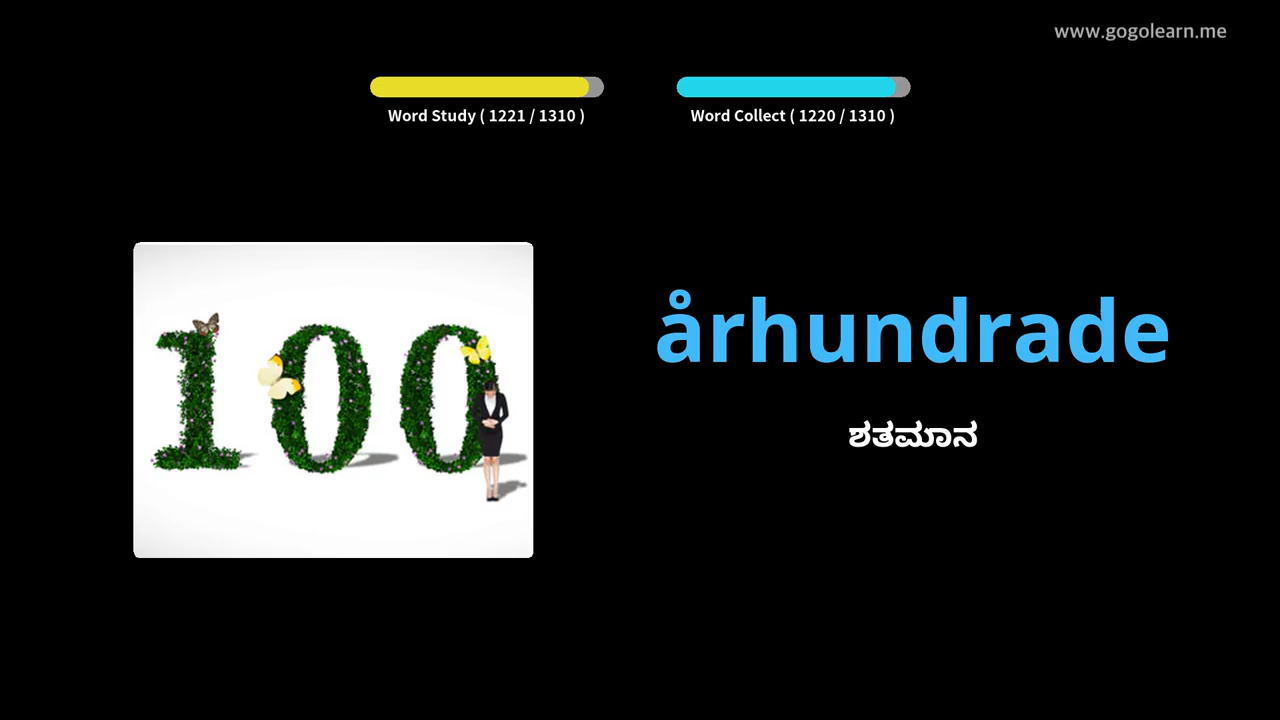 www.gogolearn.me
Word Study ( 1221 / 1310 )
Word Collect ( 1220 / 1310 )
100
århundrade
ಶತಮಾನ